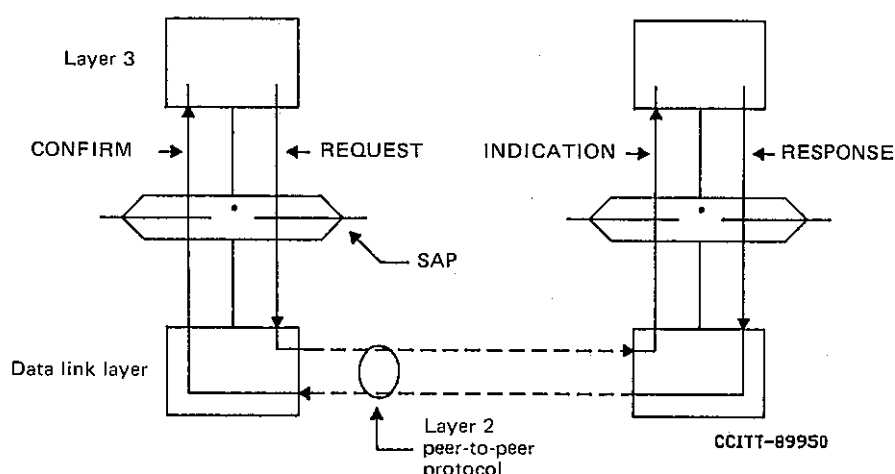 Layer 3
CONFIRM
REQUEST
INDICATION
RESPONSE
SAP
Data link layer
Layer 2
peer-to-peer
protocol
CCITT-89950